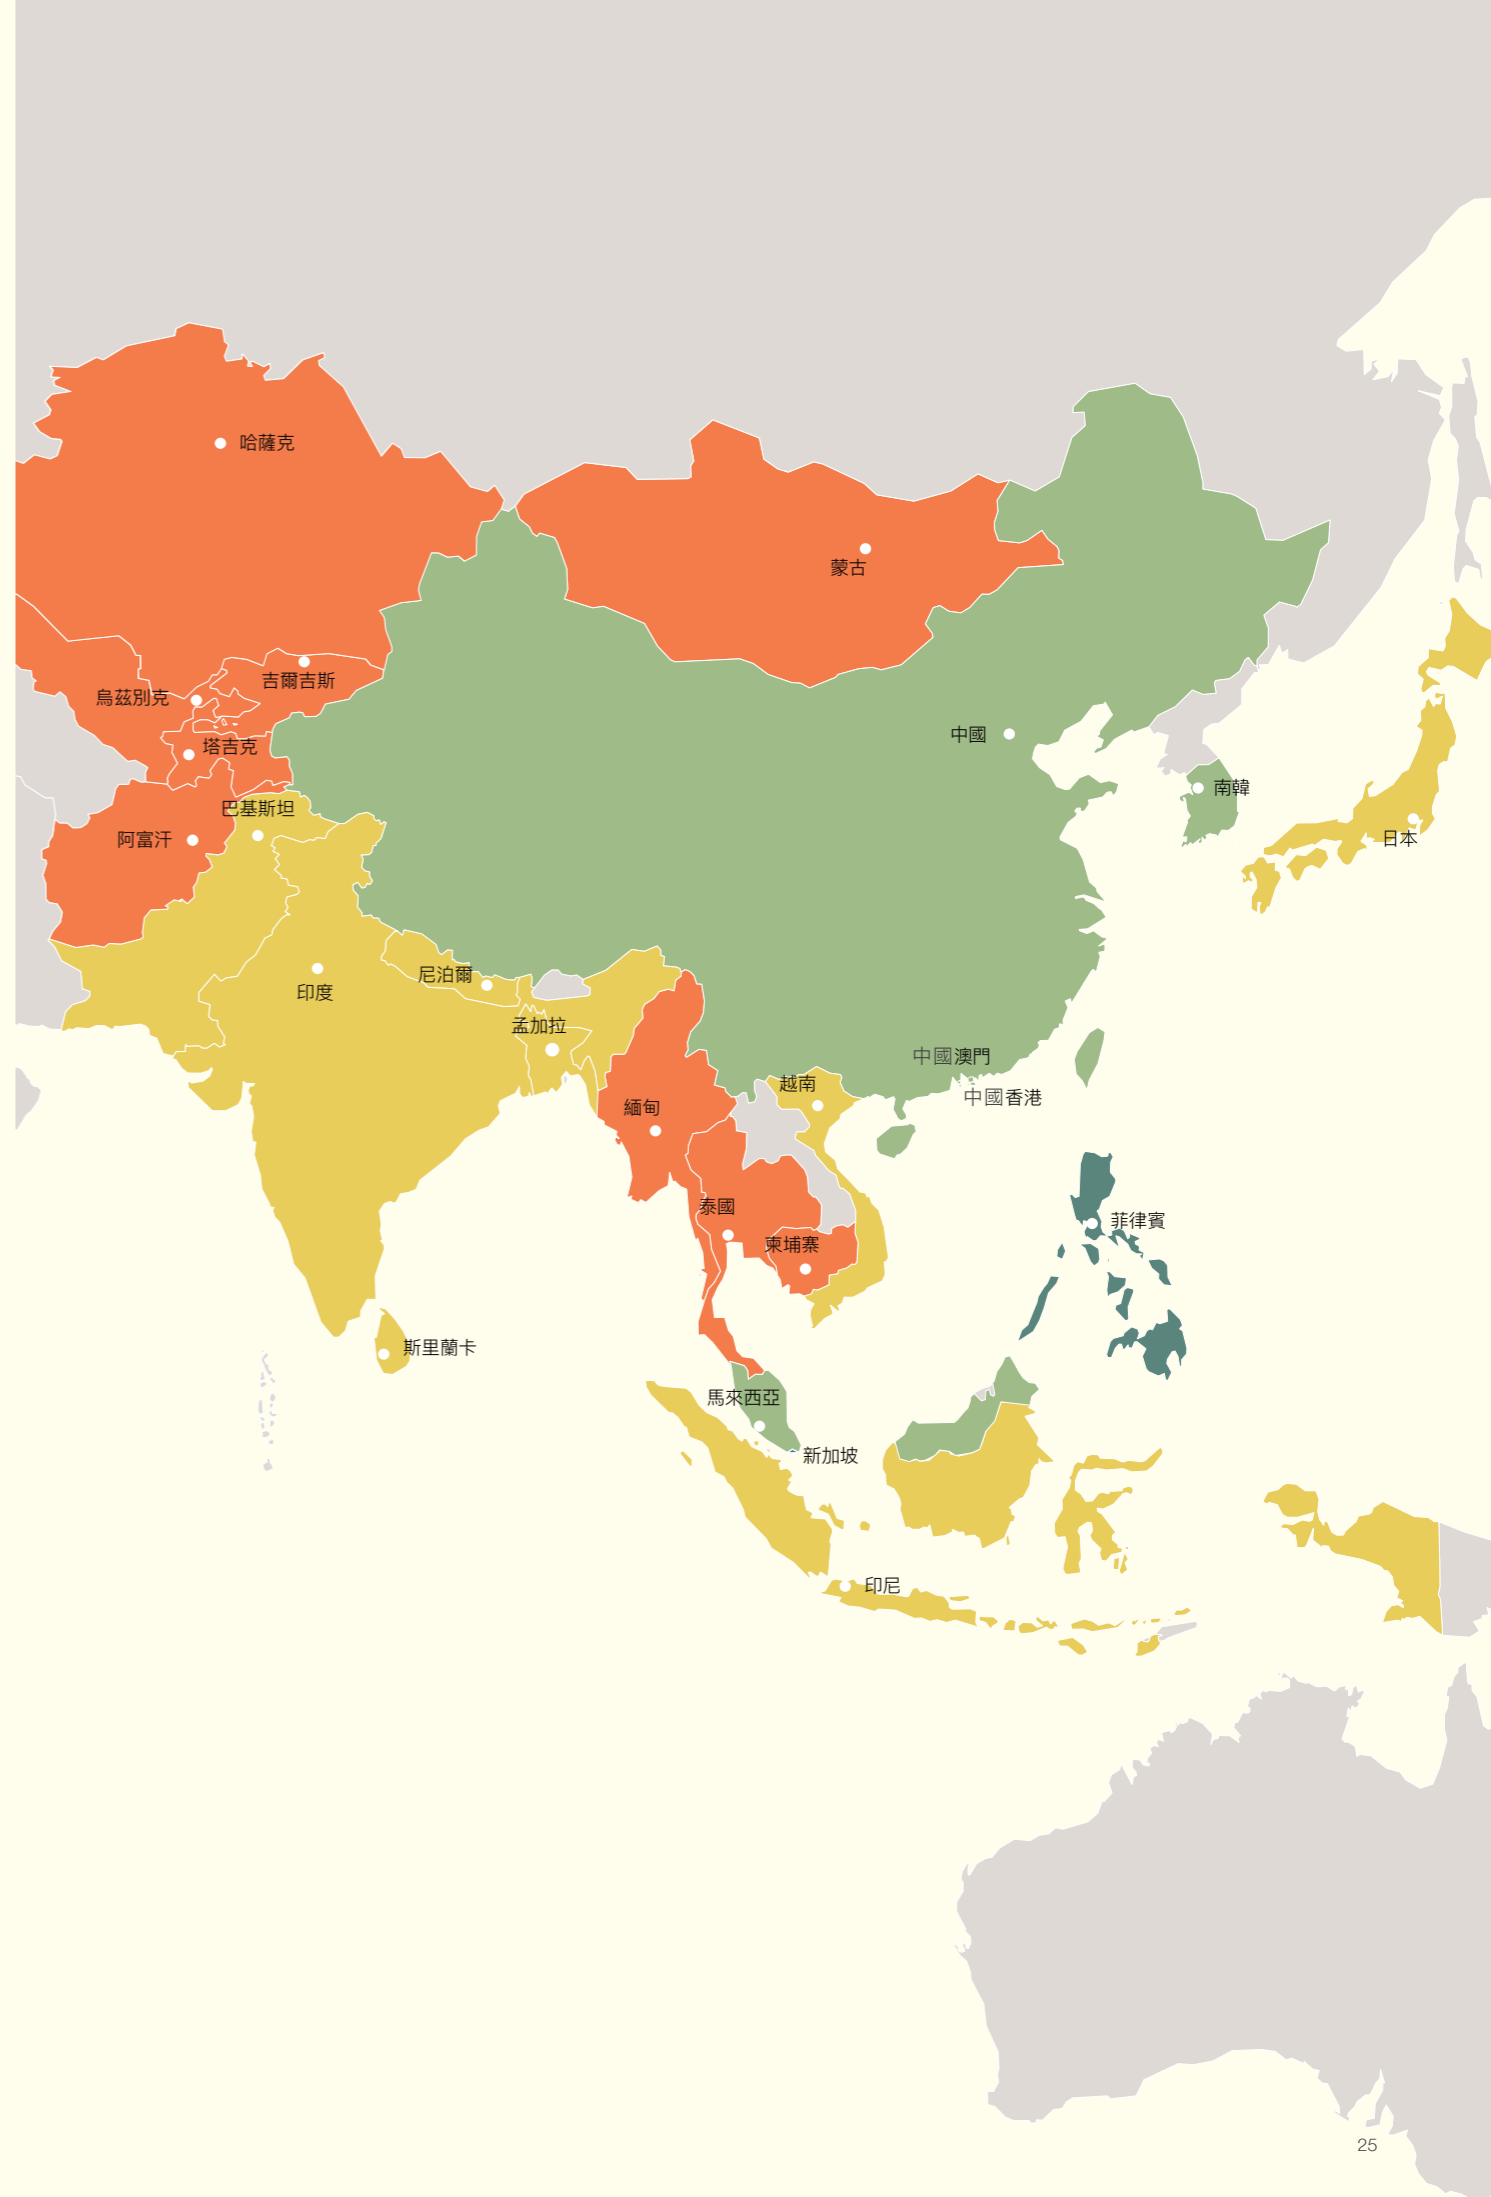 哈薩克
蒙古
吉爾吉斯
烏茲別克
中國
塔吉克
南韓
巴基斯坦
阿富汗
日本
尼泊爾
印度
孟加拉
中國澳門
越南
中國香港
緬甸
泰國
菲律賓
柬埔寨
斯里蘭卡
馬來西亞
新加坡
印尼
25